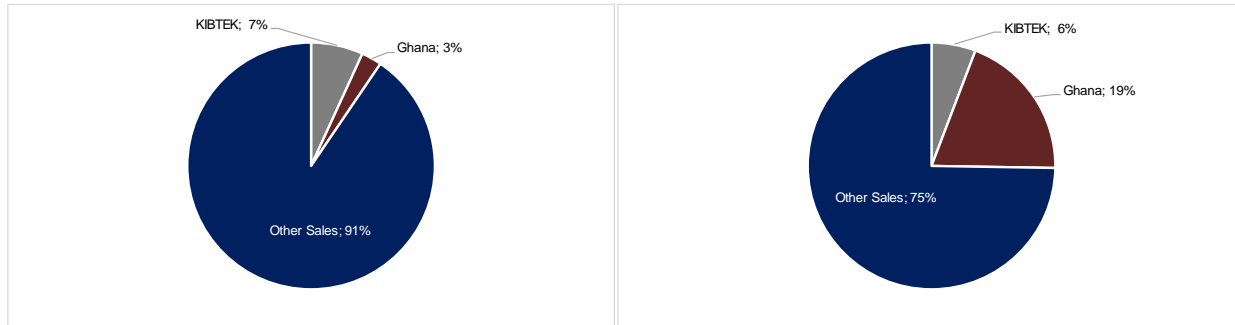 KIBTEK; 7%
Ghana; 3%
Other Sales; 91%
KIBTEK; 6%
Ghana; 19%
Other Sales; 75%